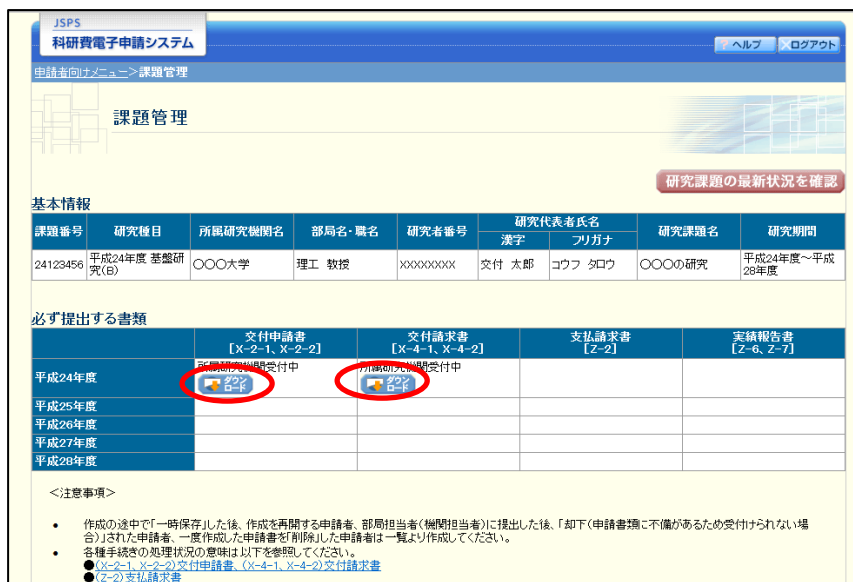 JSPS
科研費電子申請システム
? ヘルプ
ログアウト
申請者向けメニュー>課題管理
課題管理
研究課題の最新状況を確認
基本情報
課題番号 研究種目 所属研究機関名 部局名・職名 研究者番号 研究代表者氏名 研究課題名 研究期間
漢字 フリガナ
24123456 平成24年度 基盤研究(B) 〇〇〇大学 理工 教授 XXXXXXXX 交付 太郎 コウフ タロウ 〇〇〇の研究 平成24年度~平成28年度
必ず提出する書類
交付申請書 交付請求書 支払請求書 実績報告書
[X-2-1、X-2-2] [X-4-1、X-4-2] [Z-2] [Z-6、Z-7]
平成24年度 所属研究機関受付中 所属研究機関受付中
ダウンロード ダウンロード
平成25年度
平成26年度
平成27年度
平成28年度
<注意事項>
• 作成の途中で「一時保存」した後、作成を再開する申請者、部局担当者(機関担当者)に提出した後、「却下(申請書類に不備があるため受付けられない場
合)」された申請者、一度作成した申請書を「削除」した申請者は一覧より作成してください。
• 各種手続きの処理状況の意味は以下を参照してください。
●(X-2-1、X-2-2)交付申請書、(X-4-1、X-4-2)交付請求書
●(Z-2)支払請求書